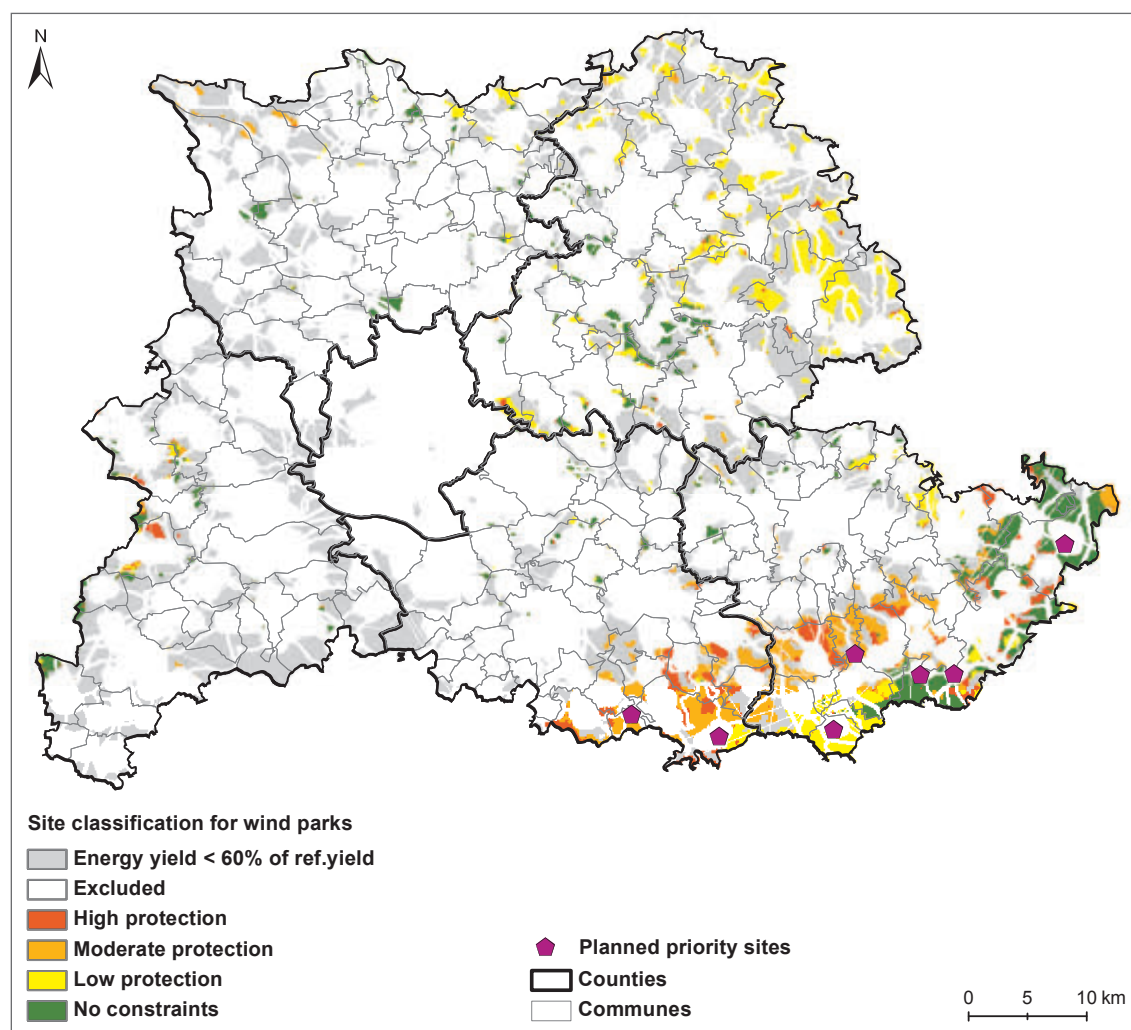 N
Site classification for wind parks
Energy yield < 60% of ref.yield
Excluded
High protection
Moderate protection
Low protection
No constraints
Planned priority sites
Counties
Communes
0 5 10 km